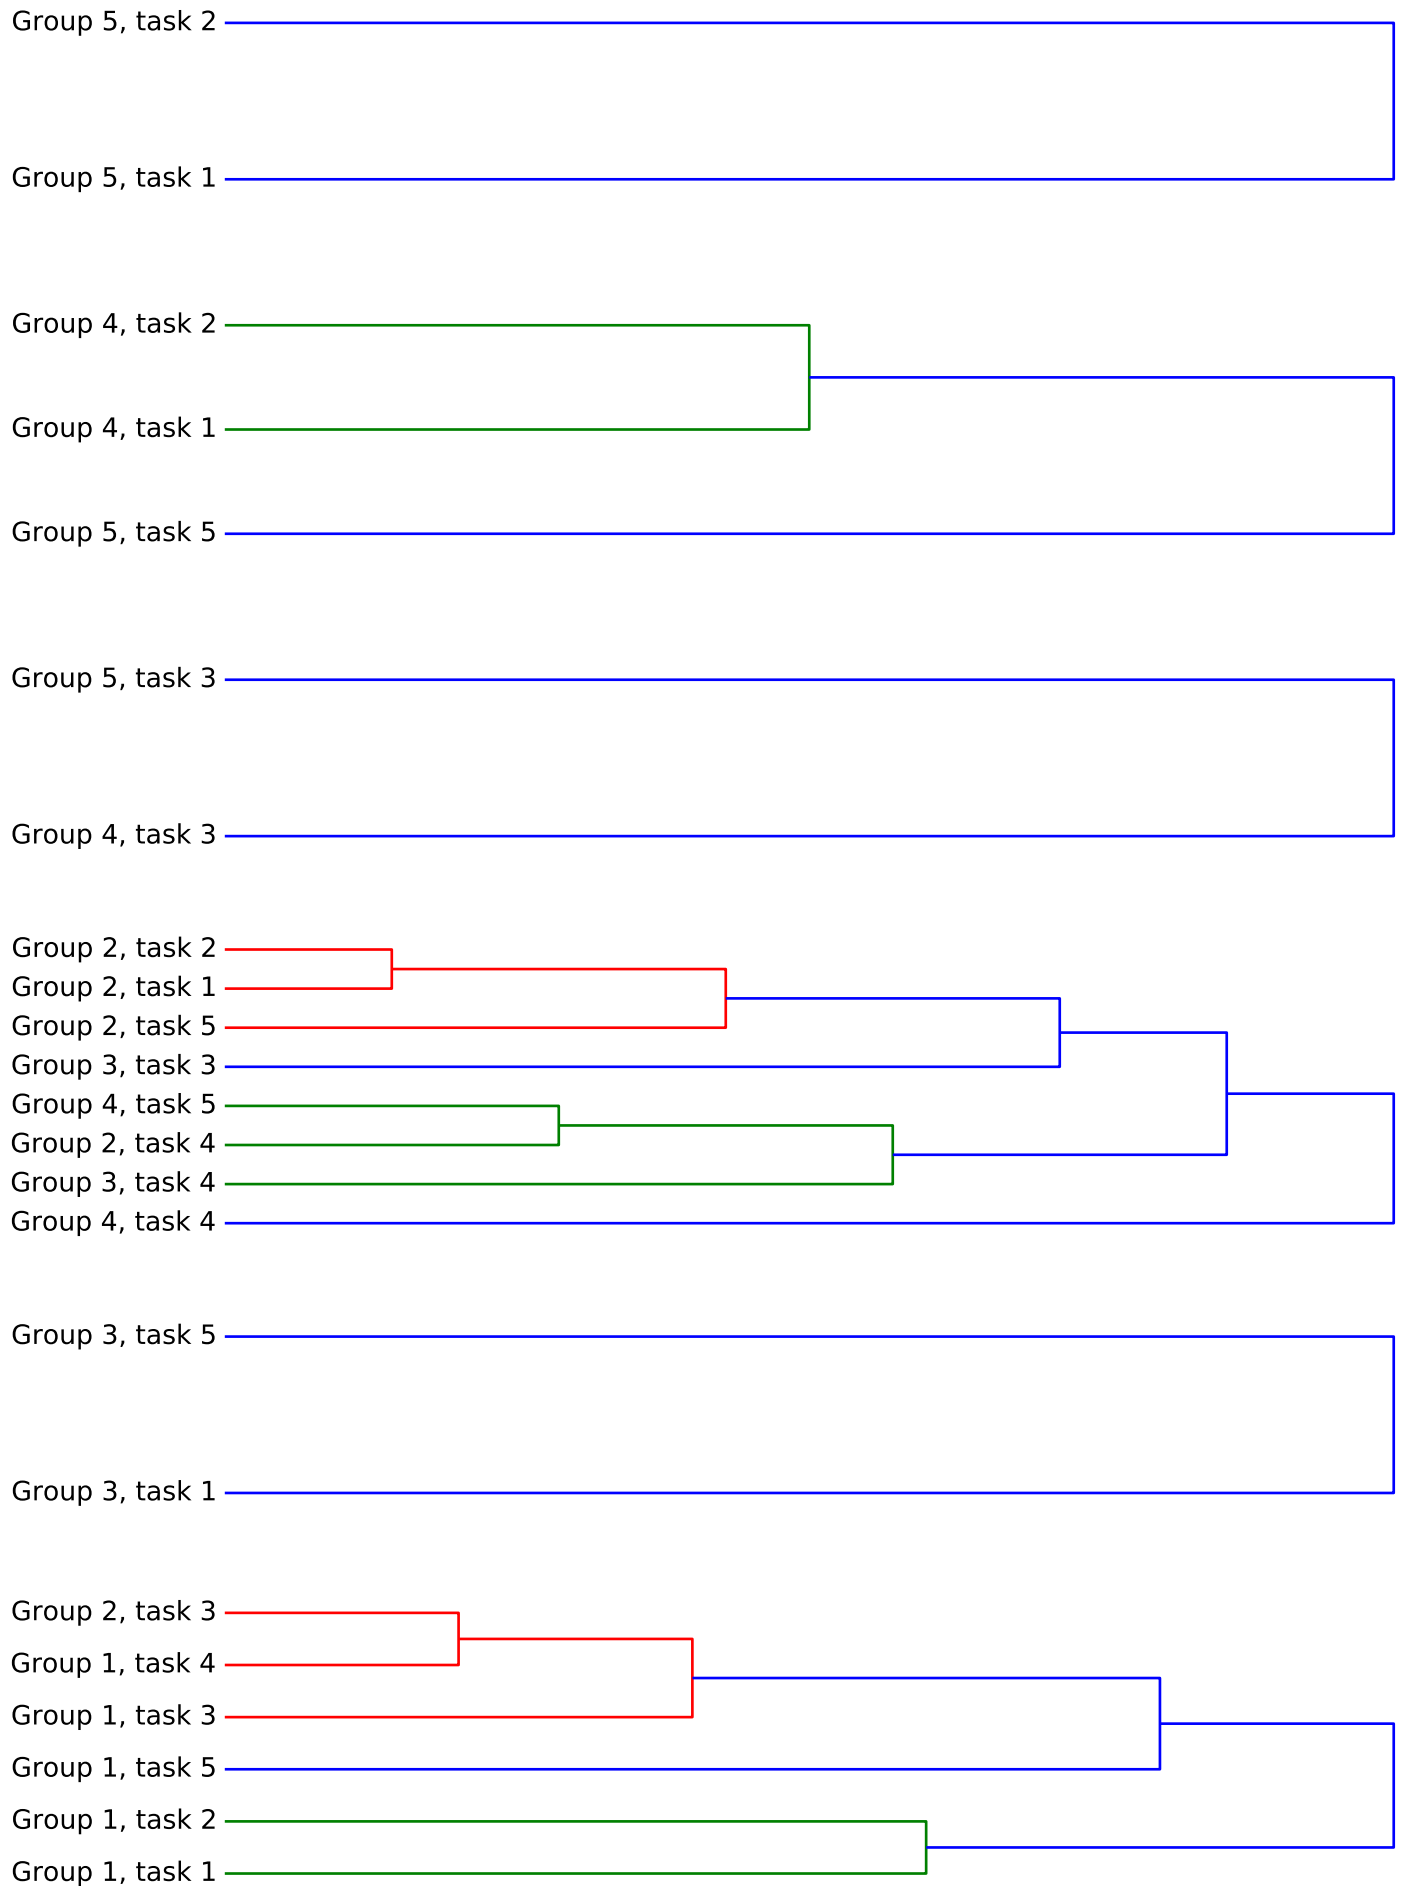 Group 5, task 2
Group 5, task 1
Group 4, task 2
Group 4, task 1
Group 5, task 5
Group 5, task 3
Group 4, task 3
Group 2, task 2
Group 2, task 1
Group 2, task 5
Group 3, task 3
Group 4, task 5
Group 2, task 4
Group 3, task 4
Group 4, task 4
Group 3, task 5
Group 3, task 1
Group 2, task 3
Group 1, task 4
Group 1, task 3
Group 1, task 5
Group 1, task 2
Group 1, task 1